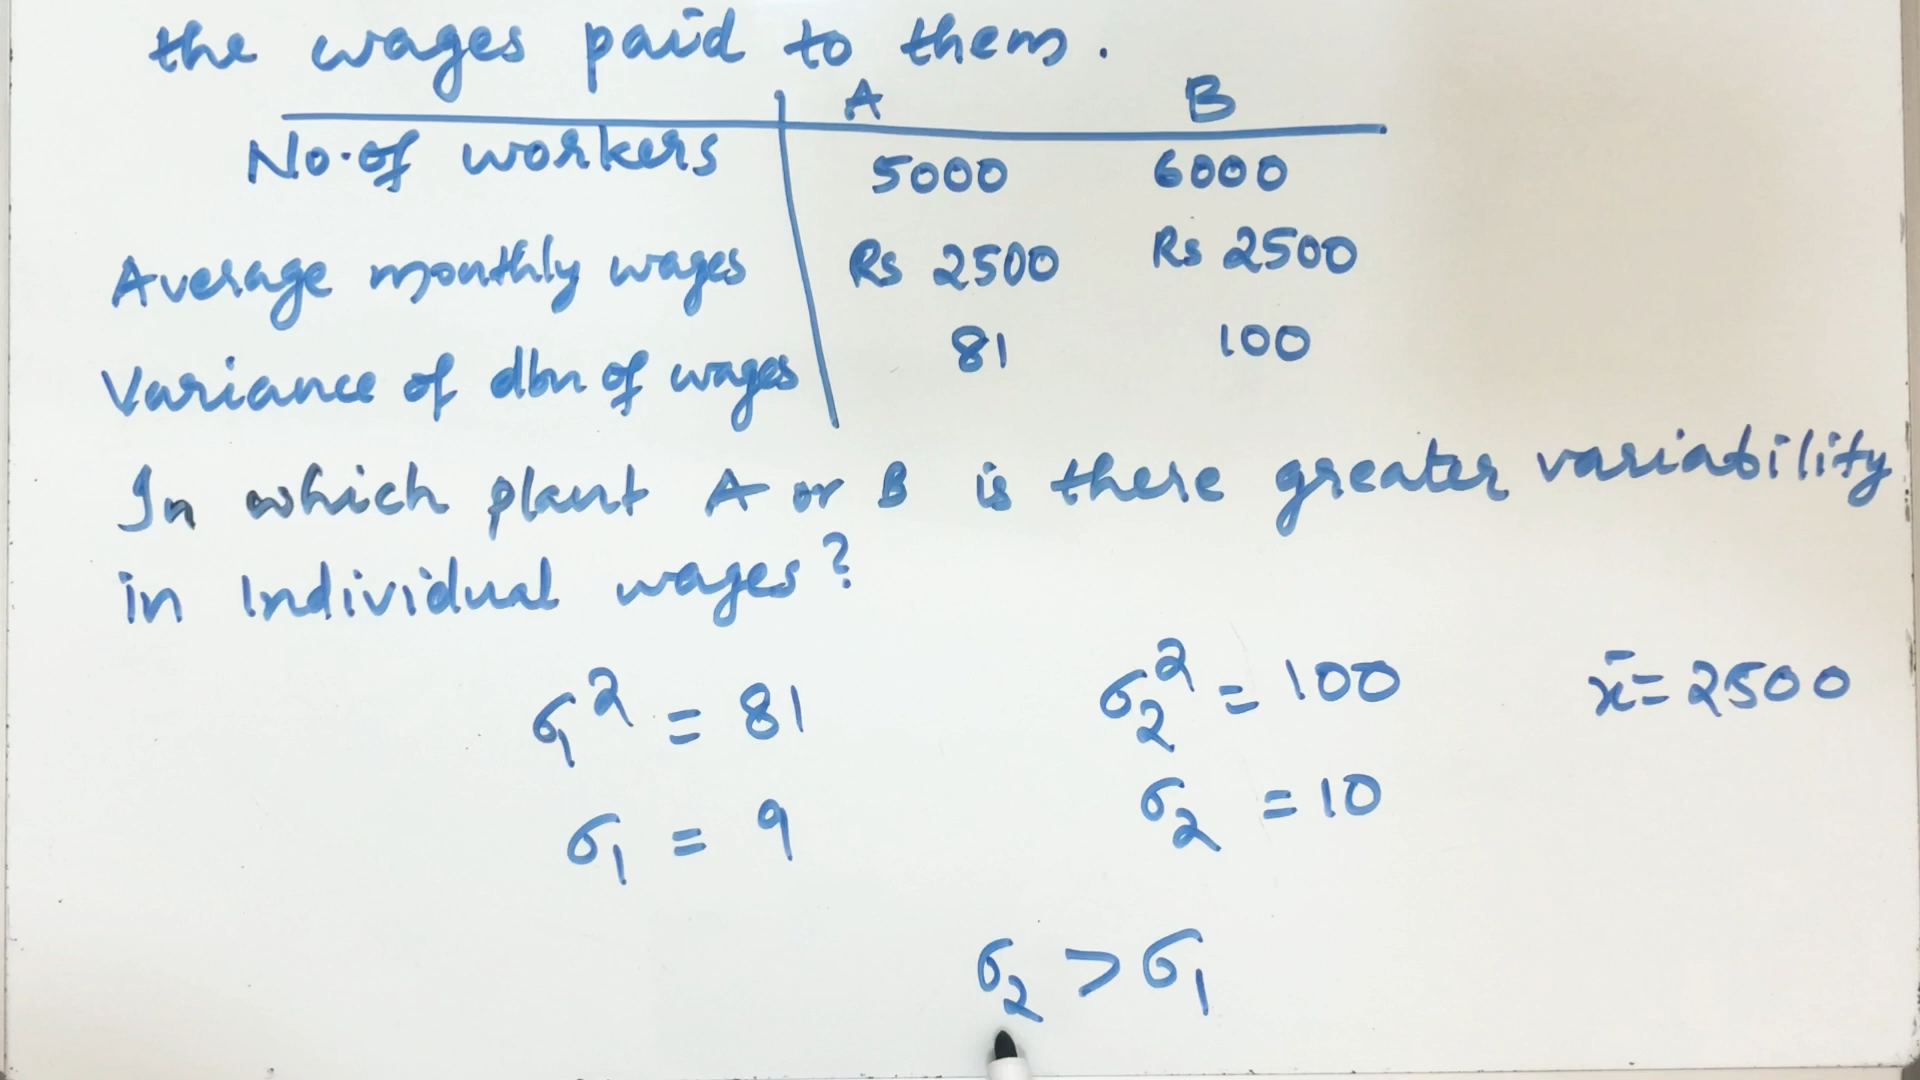 the wages paid to them.
A B
No. of workers 5000 6000
Average monthly wages Rs 2500 Rs 2500
Variance of dbn of wages 81 100
In which plant A or B is there greater variability
in Individual wages?
σ₁² = 81 σ₂² = 100 x̄ = 2500
σ₁ = 9 σ₂ = 10
σ₂ > σ₁